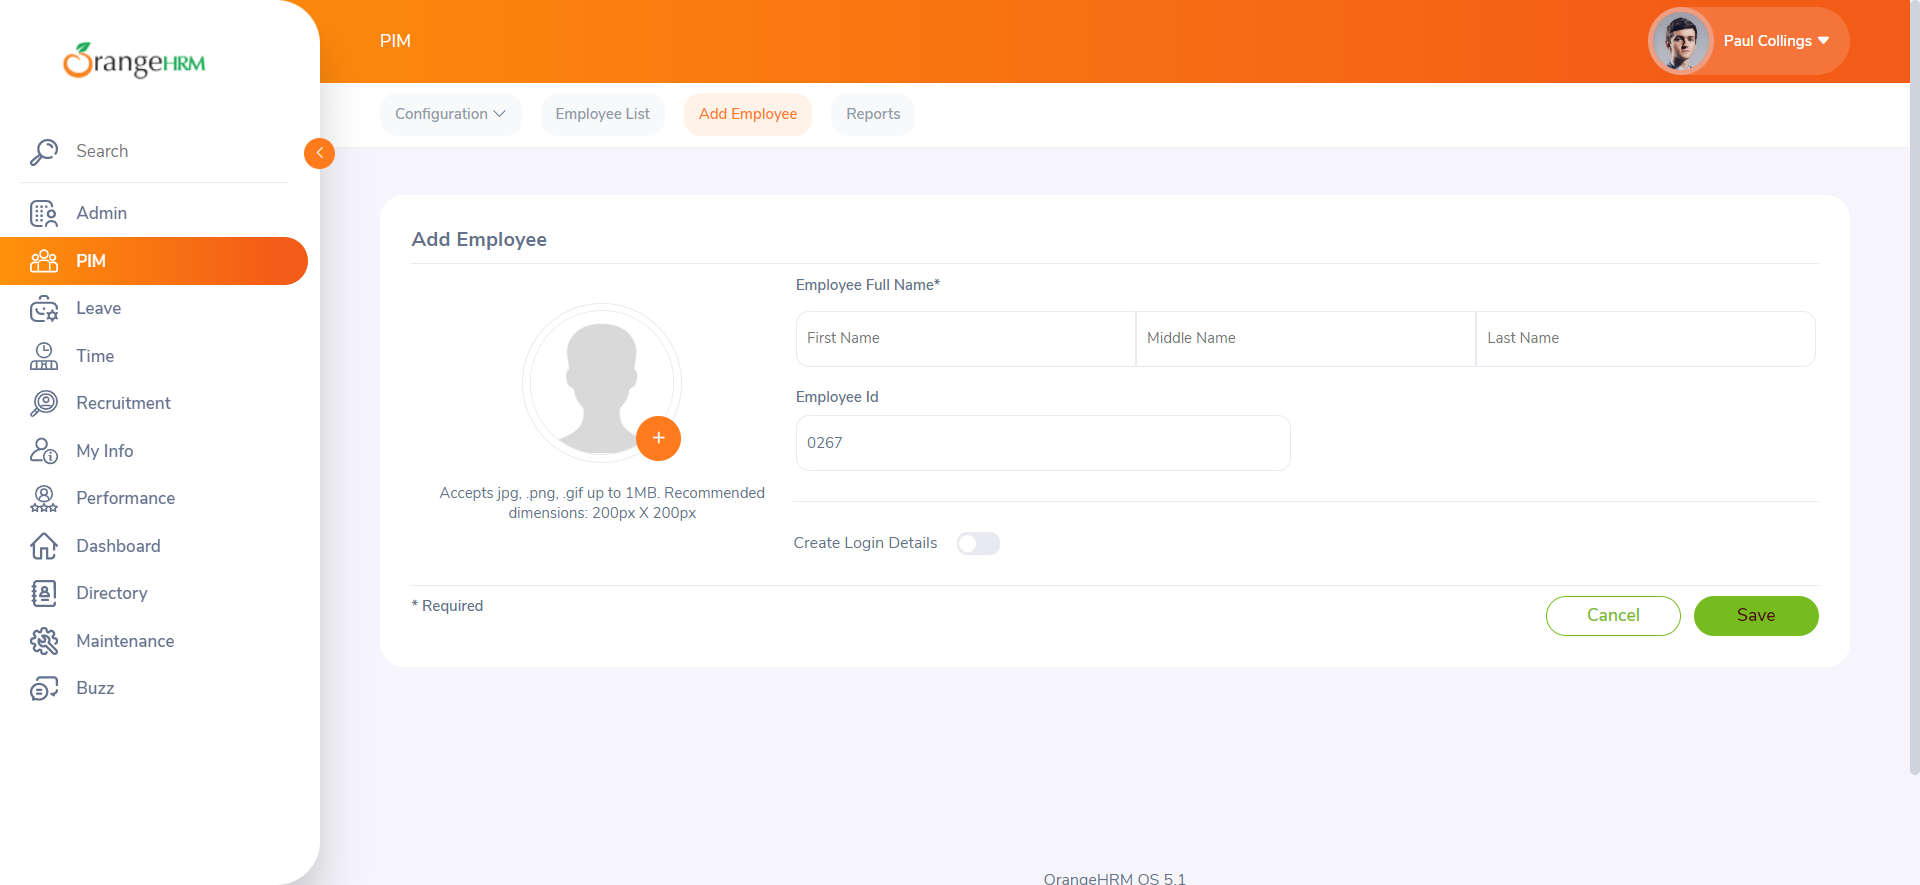 OrangeHRM
Search
Admin
PIM
Leave
Time
Recruitment
My Info
Performance
Dashboard
Directory
Maintenance
Buzz
PIM
Paul Collings
Configuration
Employee List
Add Employee
Reports
Add Employee
Accepts jpg, .png, .gif up to 1MB. Recommended
dimensions: 200px X 200px
Employee Full Name*
First Name
Middle Name
Last Name
Employee Id
0267
Create Login Details
* Required
Cancel
Save
OrangeHRM OS 5.1